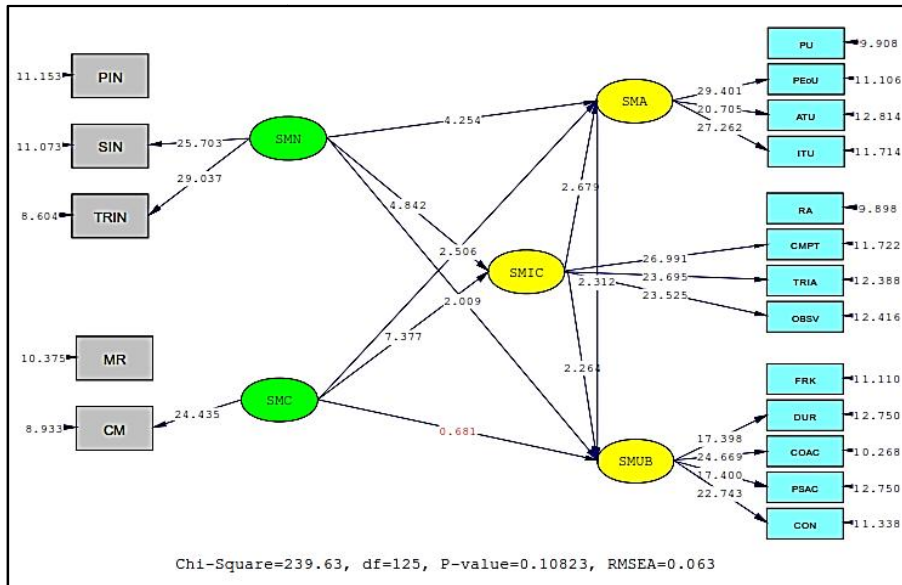 PU
9.908
11.153
PIN
PEoU
11.106
29.401
SMA
20.705
ATU
12.814
11.073
SIN
25.703
SMN
4.254
27.262
ITU
11.714
29.037
8.604
TRIN
2.679
4.842
RA
9.898
2.506
CMPT
11.722
26.991
SMIC
23.695
TRIA
12.388
2.312
23.525
2.009
OBSV
12.416
7.377
10.375
MR
2.264
FRK
11.110
SMC
24.435
8.933
CM
0.681
DUR
12.750
17.398
24.669
COAC
10.268
SMUB
17.400
PSAC
12.750
22.743
CON
11.338
Chi-Square=239.63, df=125, P-value=0.10823, RMSEA=0.063